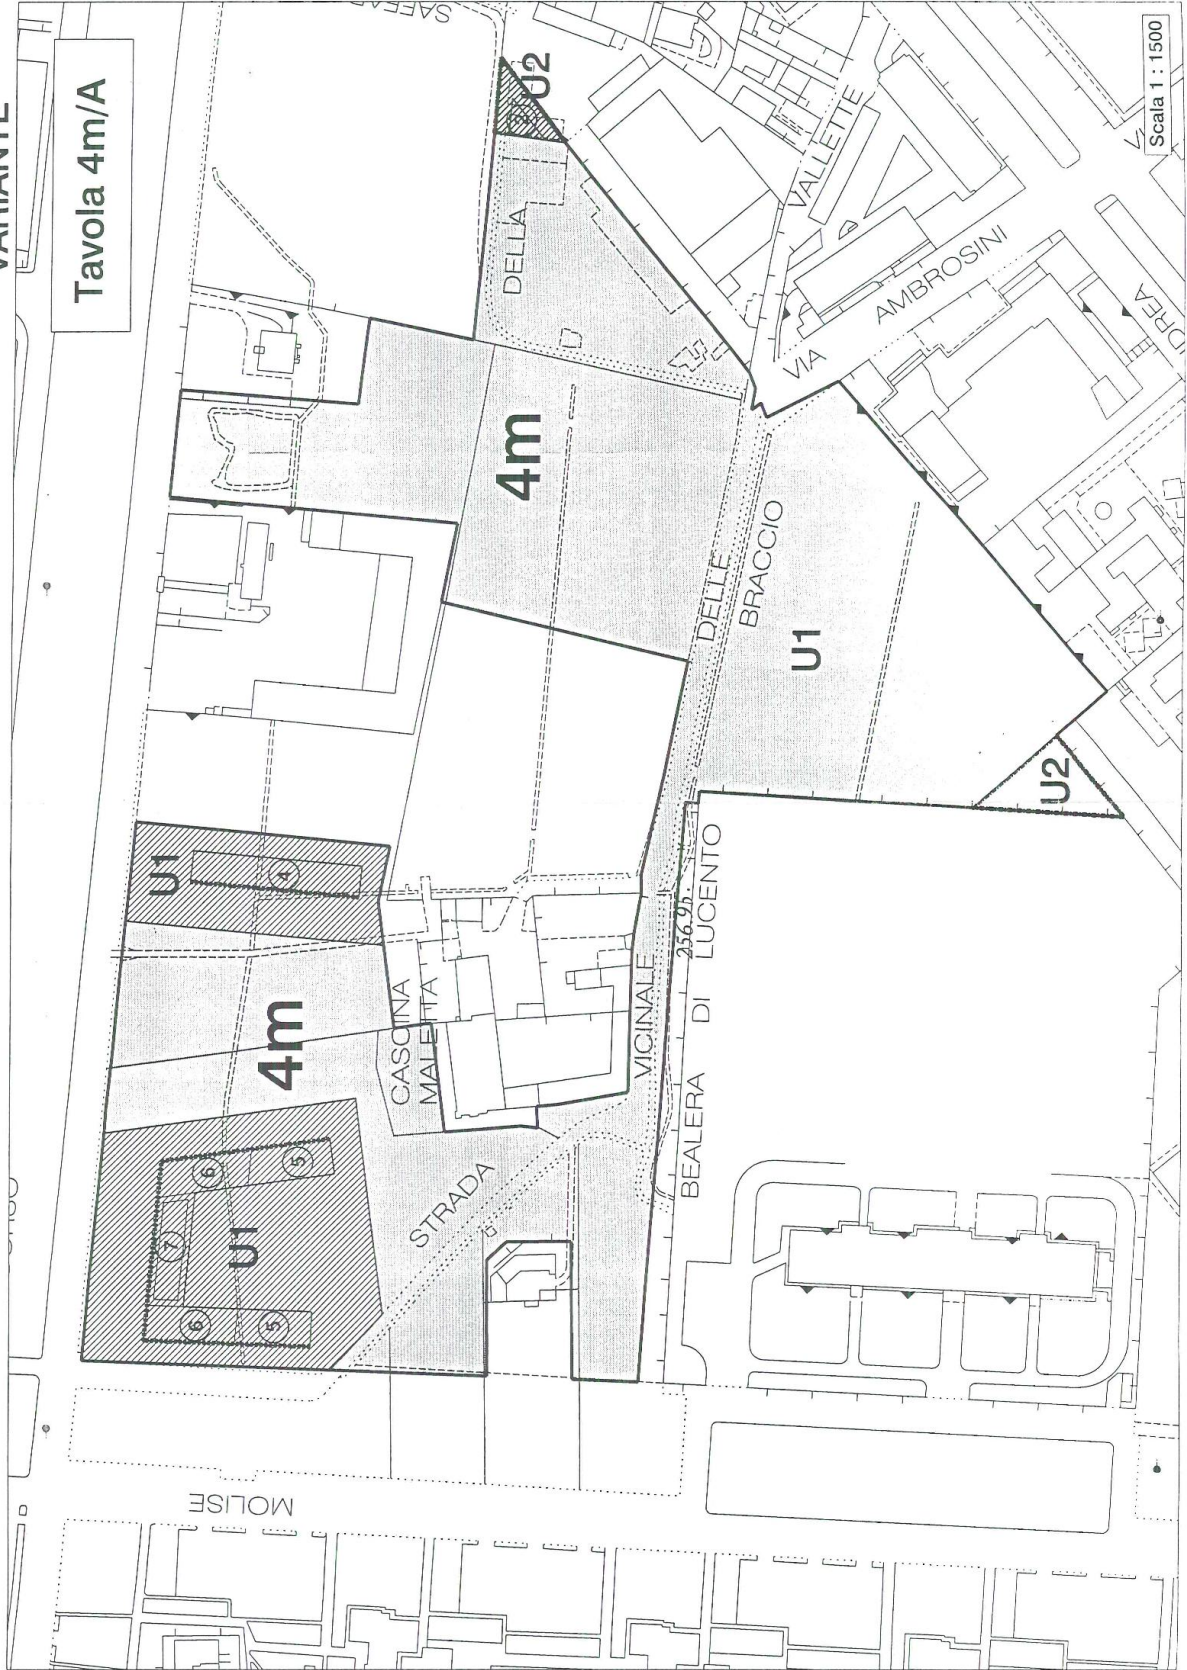 VARIANTE
Tavola 4m/A
Scala 1 : 1500
U2
DELLA
VALLETTE
VIA AMBROSINI
4m
DELLE
BRACCIO
U1
U2
U1
4
4m
CASCINA
MALETTA
VICINALE
256.95.
BEALERA DI LUCENTO
STRADA
U1
5
6
7
6
5
MOLISE